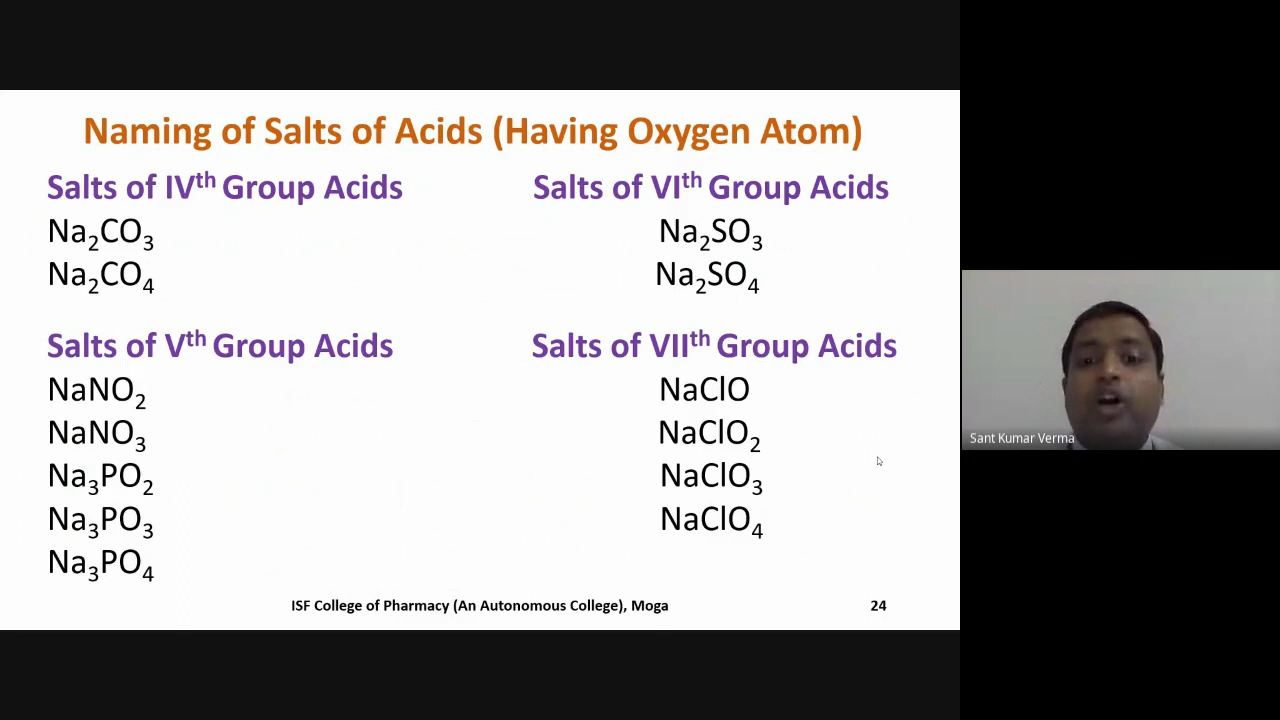 Naming of Salts of Acids (Having Oxygen Atom)
Salts of IVth Group Acids
Na2CO3
Na2CO4
Salts of Vth Group Acids
NaNO2
NaNO3
Na3PO2
Na3PO3
Na3PO4
Salts of VIth Group Acids
Na2SO3
Na2SO4
Salts of VIIth Group Acids
NaClO
NaClO2
NaClO3
NaClO4
ISF College of Pharmacy (An Autonomous College), Moga
24
Sant Kumar Verma